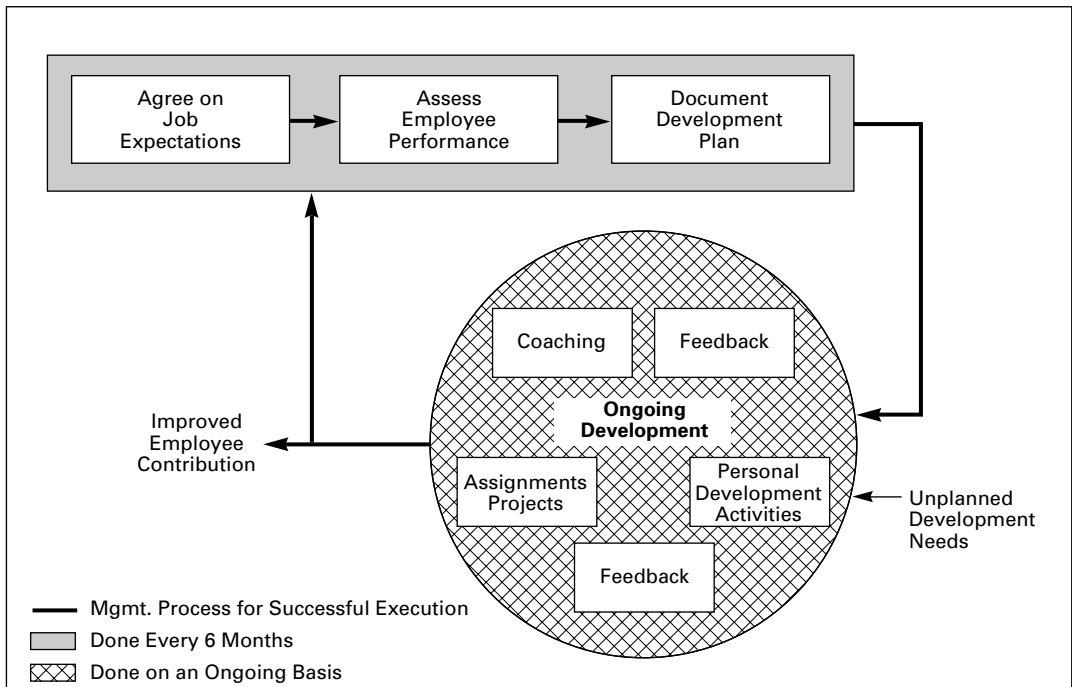 Agree on
Job
Expectations
Assess
Employee
Performance
Document
Development
Plan
Coaching
Feedback
Ongoing
Development
Improved
Employee
Contribution
Assignments
Projects
Personal
Development
Activities
Unplanned
Development
Needs
Feedback
Mgmt. Process for Successful Execution
Done Every 6 Months
Done on an Ongoing Basis